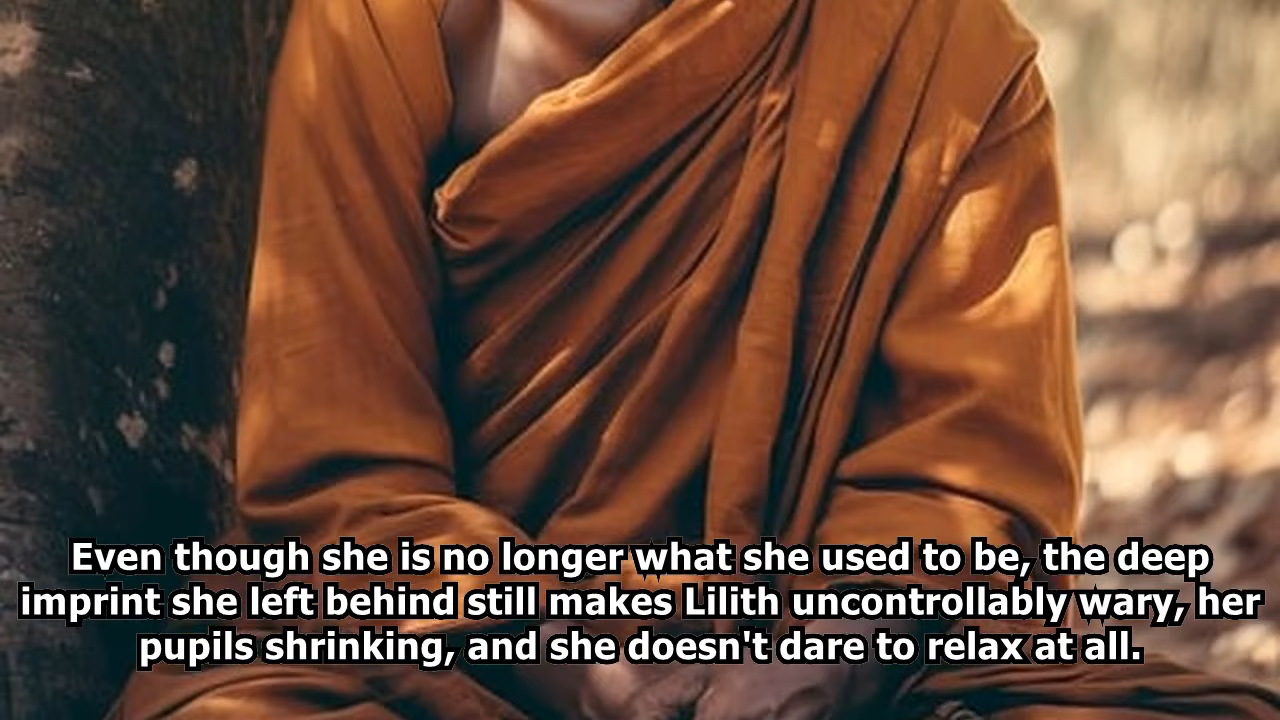 Even though she is no longer what she used to be, the deep
imprint she left behind still makes Lilith uncontrollably wary, her
pupils shrinking, and she doesn't dare to relax at all.